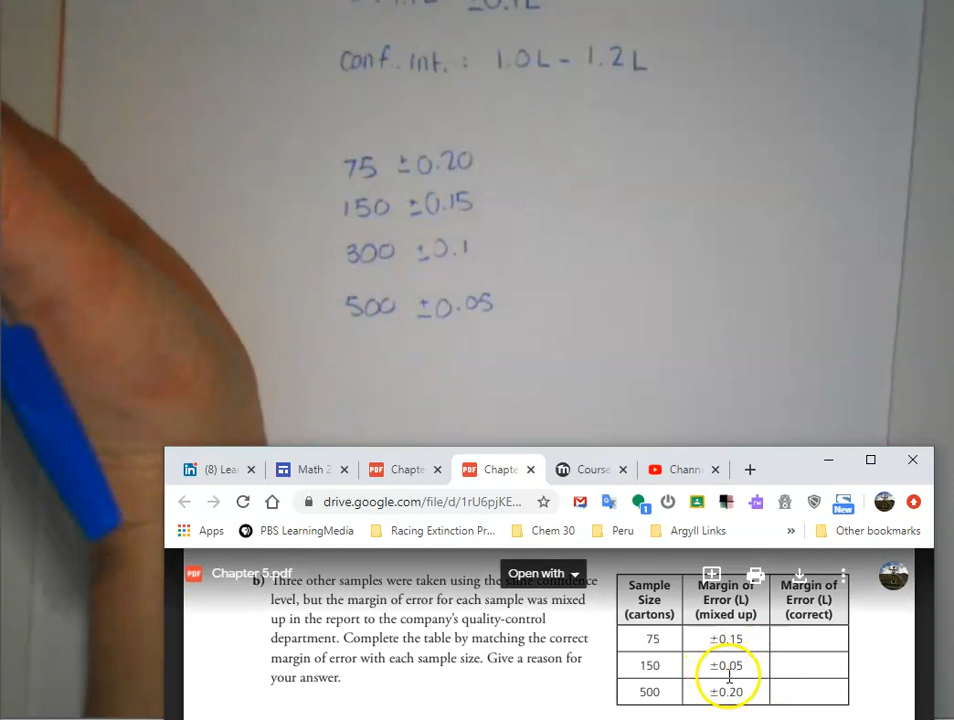 ±0.1L
conf. int. : 1.0L - 1.2L
75 ±0.20
150 ±0.15
300 ±0.1
500 ±0.05
(8) Lea
Math 2
Chapte
Chapte
Course
Chann
drive.google.com/file/d/1rU6pjKE...
New
Apps
PBS LearningMedia
Racing Extinction Pr...
Chem 30
Peru
Argyll Links
»
Other bookmarks
Chapter 5.pdf
Open with
b) Three other samples were taken using the same confidence
level, but the margin of error for each sample was mixed
up in the report to the company's quality-control
department. Complete the table by matching the correct
margin of error with each sample size. Give a reason for
your answer.
Sample Size (cartons) Margin of Error (L) (mixed up) Margin of Error (L) (correct)
75 ±0.15
150 ±0.05
500 ±0.20